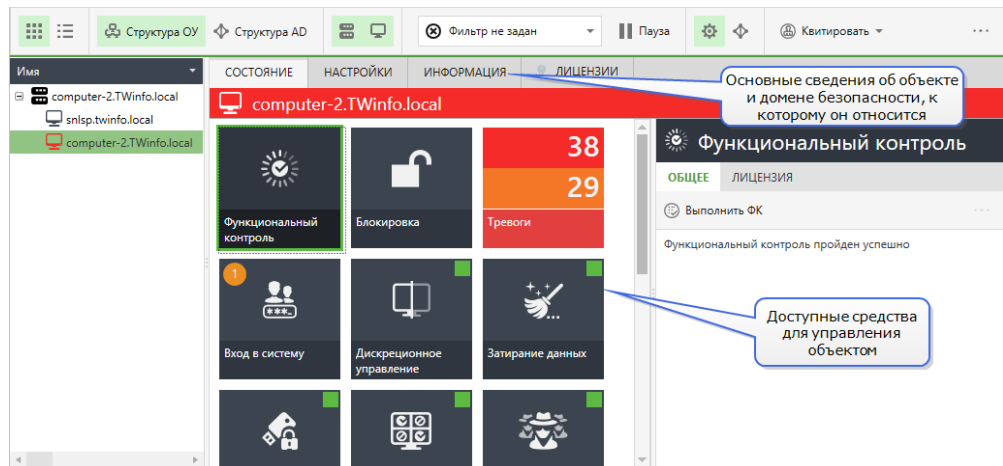 Структура ОУ
Структура AD
Фильтр не задан
Пауза
Квитировать
Имя
computer-2.TWinfo.local
snlsp.twinfo.local
computer-2.TWinfo.local
СОСТОЯНИЕ
НАСТРОЙКИ
ИНФОРМАЦИЯ
ЛИЦЕНЗИИ
computer-2.TWinfo.local
Основные сведения об объекте
и домене безопасности, к
которому он относится
Функциональный
контроль
Блокировка
38
29
Тревоги
1
***_
Вход в систему
Дискреционное
управление
Затирание данных
Функциональный контроль
ОБЩЕЕ
ЛИЦЕНЗИЯ
Выполнить ФК
Функциональный контроль пройден успешно
Доступные средства
для управления
объектом